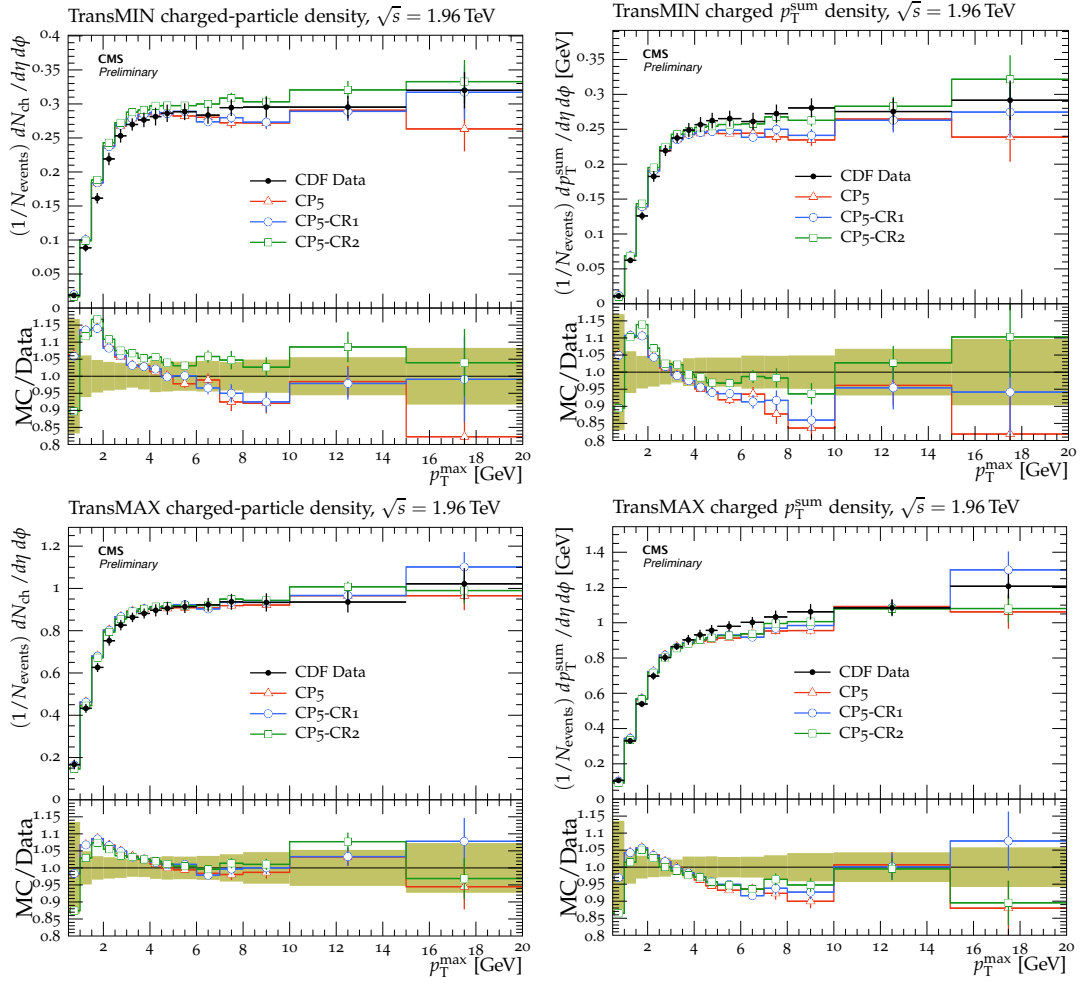 TransMIN charged-particle density, √s = 1.96 TeV
(1/N_events) dN_ch/dη dϕ
0.4
0.35
0.3
0.25
0.2
0.15
0.1
0.05
0
CMS
Preliminary
CDF Data
CP5
CP5-CR1
CP5-CR2
MC/Data
1.15
1.1
1.05
1.0
0.95
0.9
0.85
0.8
2 4 6 8 10 12 14 16 18 20
p_T^max [GeV]
TransMIN charged p_T^sum density, √s = 1.96 TeV
(1/N_events) dp_T^sum/dη dϕ [GeV]
0.4
0.35
0.3
0.25
0.2
0.15
0.1
0.05
0
CMS
Preliminary
CDF Data
CP5
CP5-CR1
CP5-CR2
MC/Data
1.15
1.1
1.05
1.0
0.95
0.9
0.85
0.8
2 4 6 8 10 12 14 16 18 20
p_T^max [GeV]
TransMAX charged-particle density, √s = 1.96 TeV
(1/N_events) dN_ch/dη dϕ
1.2
1
0.8
0.6
0.4
0.2
0
CMS
Preliminary
CDF Data
CP5
CP5-CR1
CP5-CR2
MC/Data
1.15
1.1
1.05
1.0
0.95
0.9
0.85
0.8
2 4 6 8 10 12 14 16 18 20
p_T^max [GeV]
TransMAX charged p_T^sum density, √s = 1.96 TeV
(1/N_events) dp_T^sum/dη dϕ [GeV]
1.4
1.2
1.0
0.8
0.6
0.4
0.2
0
CMS
Preliminary
CDF Data
CP5
CP5-CR1
CP5-CR2
MC/Data
1.15
1.1
1.05
1.0
0.95
0.9
0.85
0.8
2 4 6 8 10 12 14 16 18 20
p_T^max [GeV]